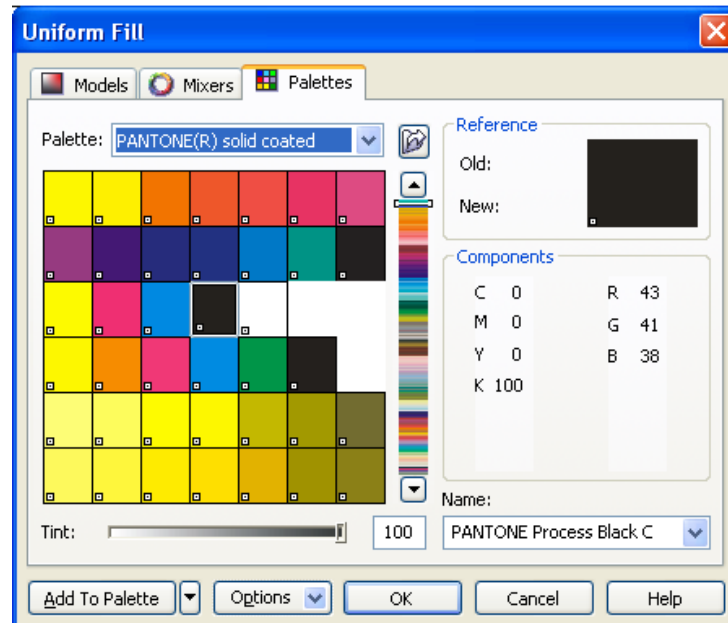 Uniform Fill
Models Mixers Palettes
Palette: PANTONE(R) solid coated
Reference
Old:
New:
Components
C 0 R 43
M 0 G 41
Y 0 B 38
K 100
Name:
Tint: 100 PANTONE Process Black C
Add To Palette Options OK Cancel Help